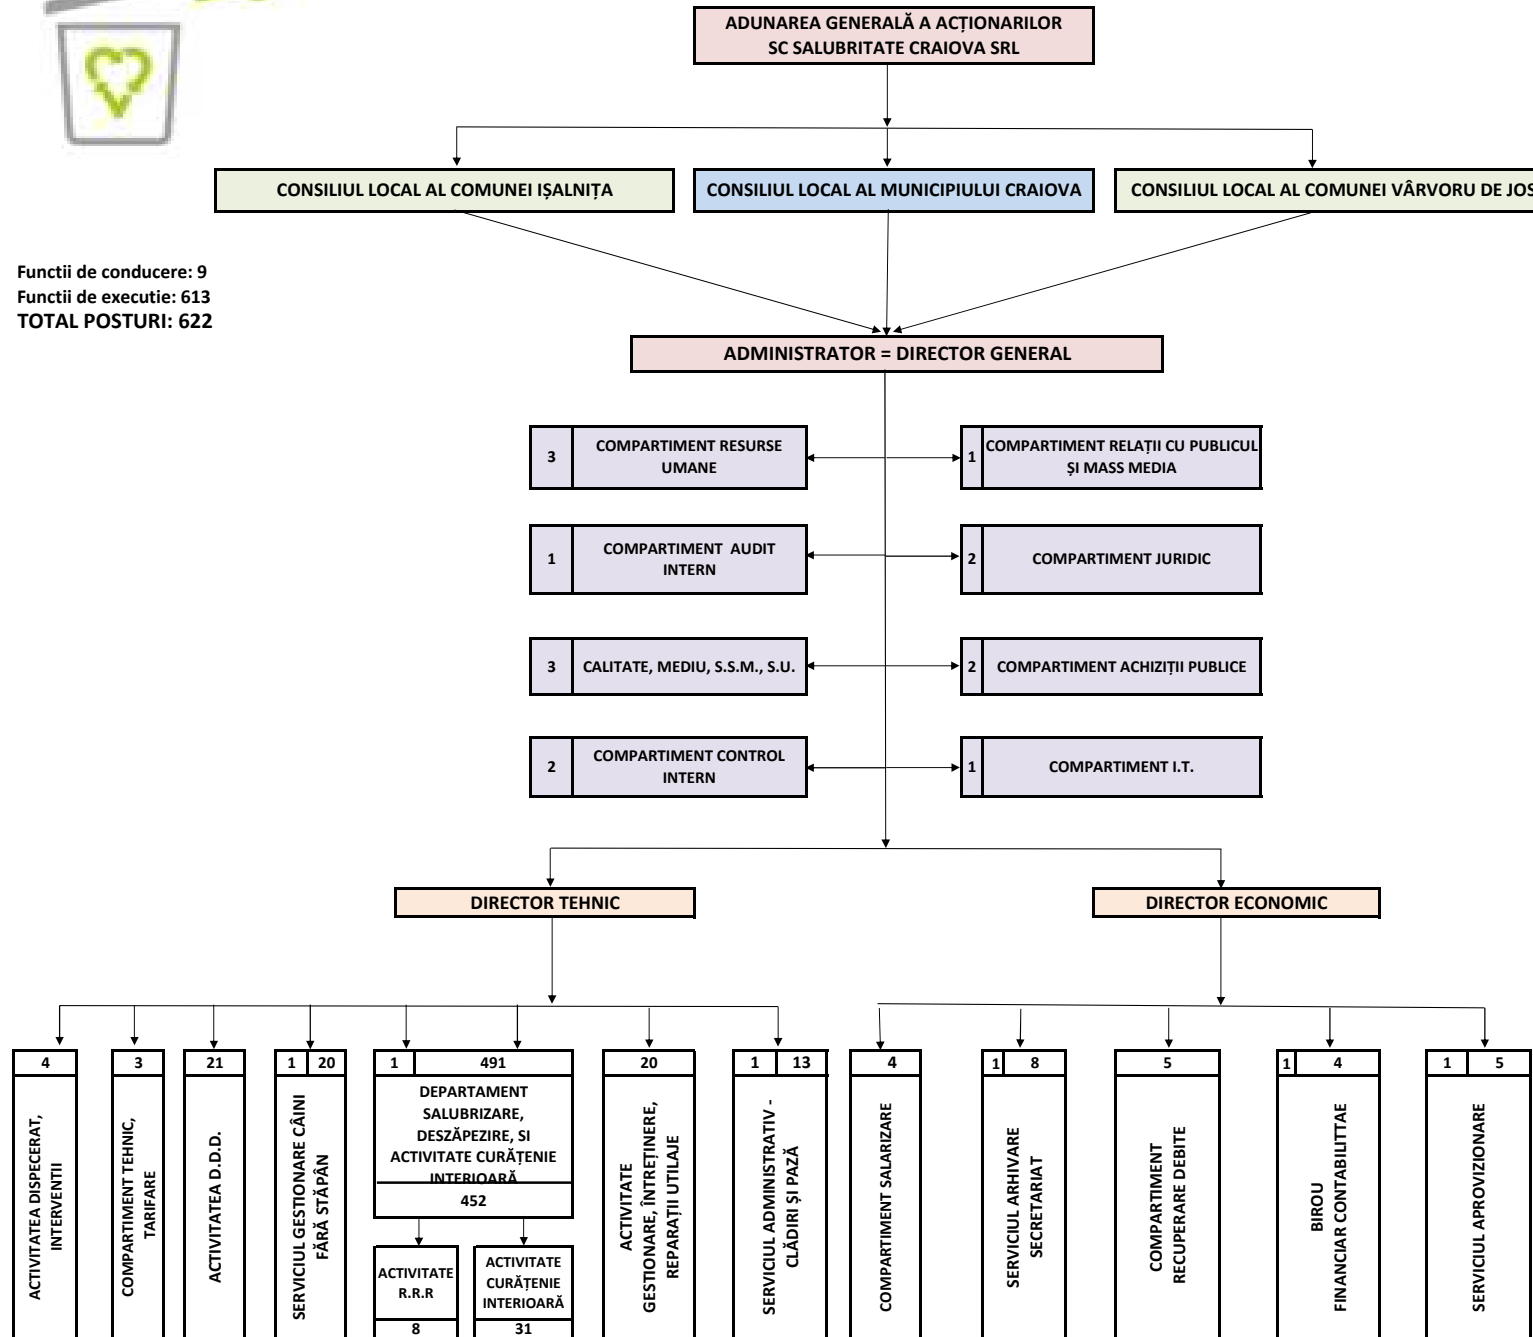 ADUNAREA GENERALĂ A ACȚIONARILOR
SC SALUBRITATE CRAIOVA SRL
CONSILIUL LOCAL AL COMUNEI IȘALNIȚA
CONSILIUL LOCAL AL MUNICIPIULUI CRAIOVA
CONSILIUL LOCAL AL COMUNEI VÂRVORU DE JOS
Functii de conducere: 9
Functii de executie: 613
TOTAL POSTURI: 622
ADMINISTRATOR = DIRECTOR GENERAL
3
COMPARTIMENT RESURSE
UMANE
1
COMPARTIMENT RELAȚII CU PUBLICUL
ȘI MASS MEDIA
1
COMPARTIMENT AUDIT
INTERN
2
COMPARTIMENT JURIDIC
3
CALITATE, MEDIU, S.S.M., S.U.
2
COMPARTIMENT ACHIZIȚII PUBLICE
2
COMPARTIMENT CONTROL
INTERN
1
COMPARTIMENT I.T.
DIRECTOR TEHNIC
DIRECTOR ECONOMIC
4
ACTIVITATEA DISPECERAT,
INTERVENTII
3
COMPARTIMENT TEHNIC,
TARIFARE
21
ACTIVITATEA D.D.D.
1 20
SERVICIUL GESTIONARE CÂINI
FĂRĂ STĂPÂN
1 491
DEPARTAMENT
SALUBRIZARE,
DESZĂPEZIRE, SI
ACTIVITATE CURĂȚENIE
INTERIOARĂ
452
ACTIVITATE
R.R.R
8
ACTIVITATE
CURĂȚENIE
INTERIOARĂ
31
20
ACTIVITATE
GESTIONARE, ÎNTREȚINERE,
REPARAȚII UTILAJE
1 13
SERVICIUL ADMINISTRATIV -
CLĂDIRI ȘI PAZĂ
4
COMPARTIMENT SALARIZARE
1 8
SERVICIUL ARHIVARE
SECRETARIAT
5
COMPARTIMENT
RECUPERARE DEBITE
1 4
BIROU
FINANCIAR CONTABILITTAE
1 5
SERVICIUL APROVIZIONARE